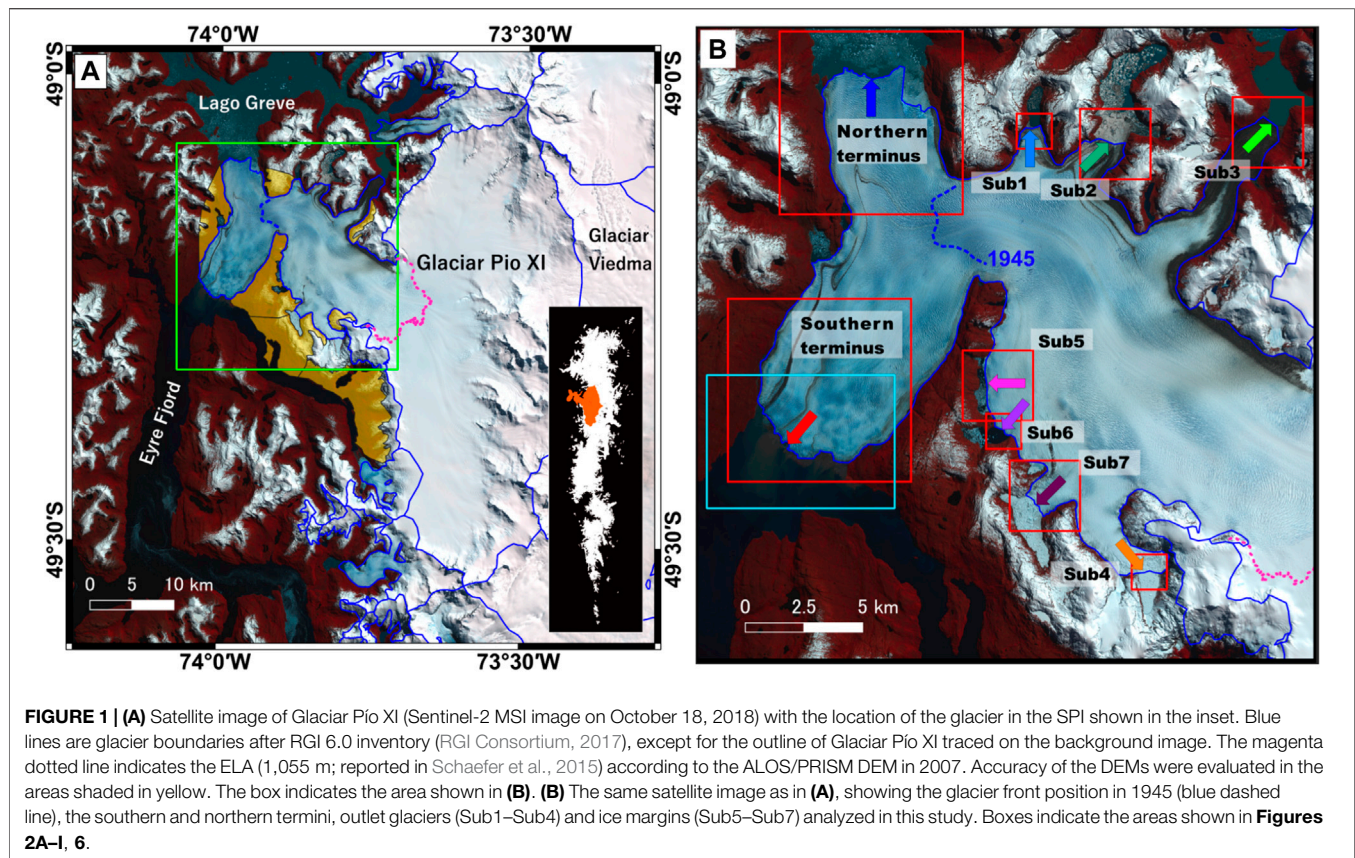 74°0′W
73°30′W
A
49°0′S
Lago Greve
Glaciar
Viedma
Glaciar Pio XI
Eyre Fjord
0 5 10 km
49°30′S
74°0′W
73°30′W
B
49°0′S
Northern
terminus
Sub1
Sub2
Sub3
1945
Southern
terminus
Sub5
Sub6
Sub7
Sub4
0 2.5 5 km
49°30′S
FIGURE 1 | (A) Satellite image of Glaciar Pío XI (Sentinel-2 MSI image on October 18, 2018) with the location of the glacier in the SPI shown in the inset. Blue
lines are glacier boundaries after RGI 6.0 inventory (RGI Consortium, 2017), except for the outline of Glaciar Pío XI traced on the background image. The magenta
dotted line indicates the ELA (1,055 m; reported in Schaefer et al., 2015) according to the ALOS/PRISM DEM in 2007. Accuracy of the DEMs were evaluated in the
areas shaded in yellow. The box indicates the area shown in (B). (B) The same satellite image as in (A), showing the glacier front position in 1945 (blue dashed
line), the southern and northern termini, outlet glaciers (Sub1–Sub4) and ice margins (Sub5–Sub7) analyzed in this study. Boxes indicate the areas shown in Figures
2A–I, 6.